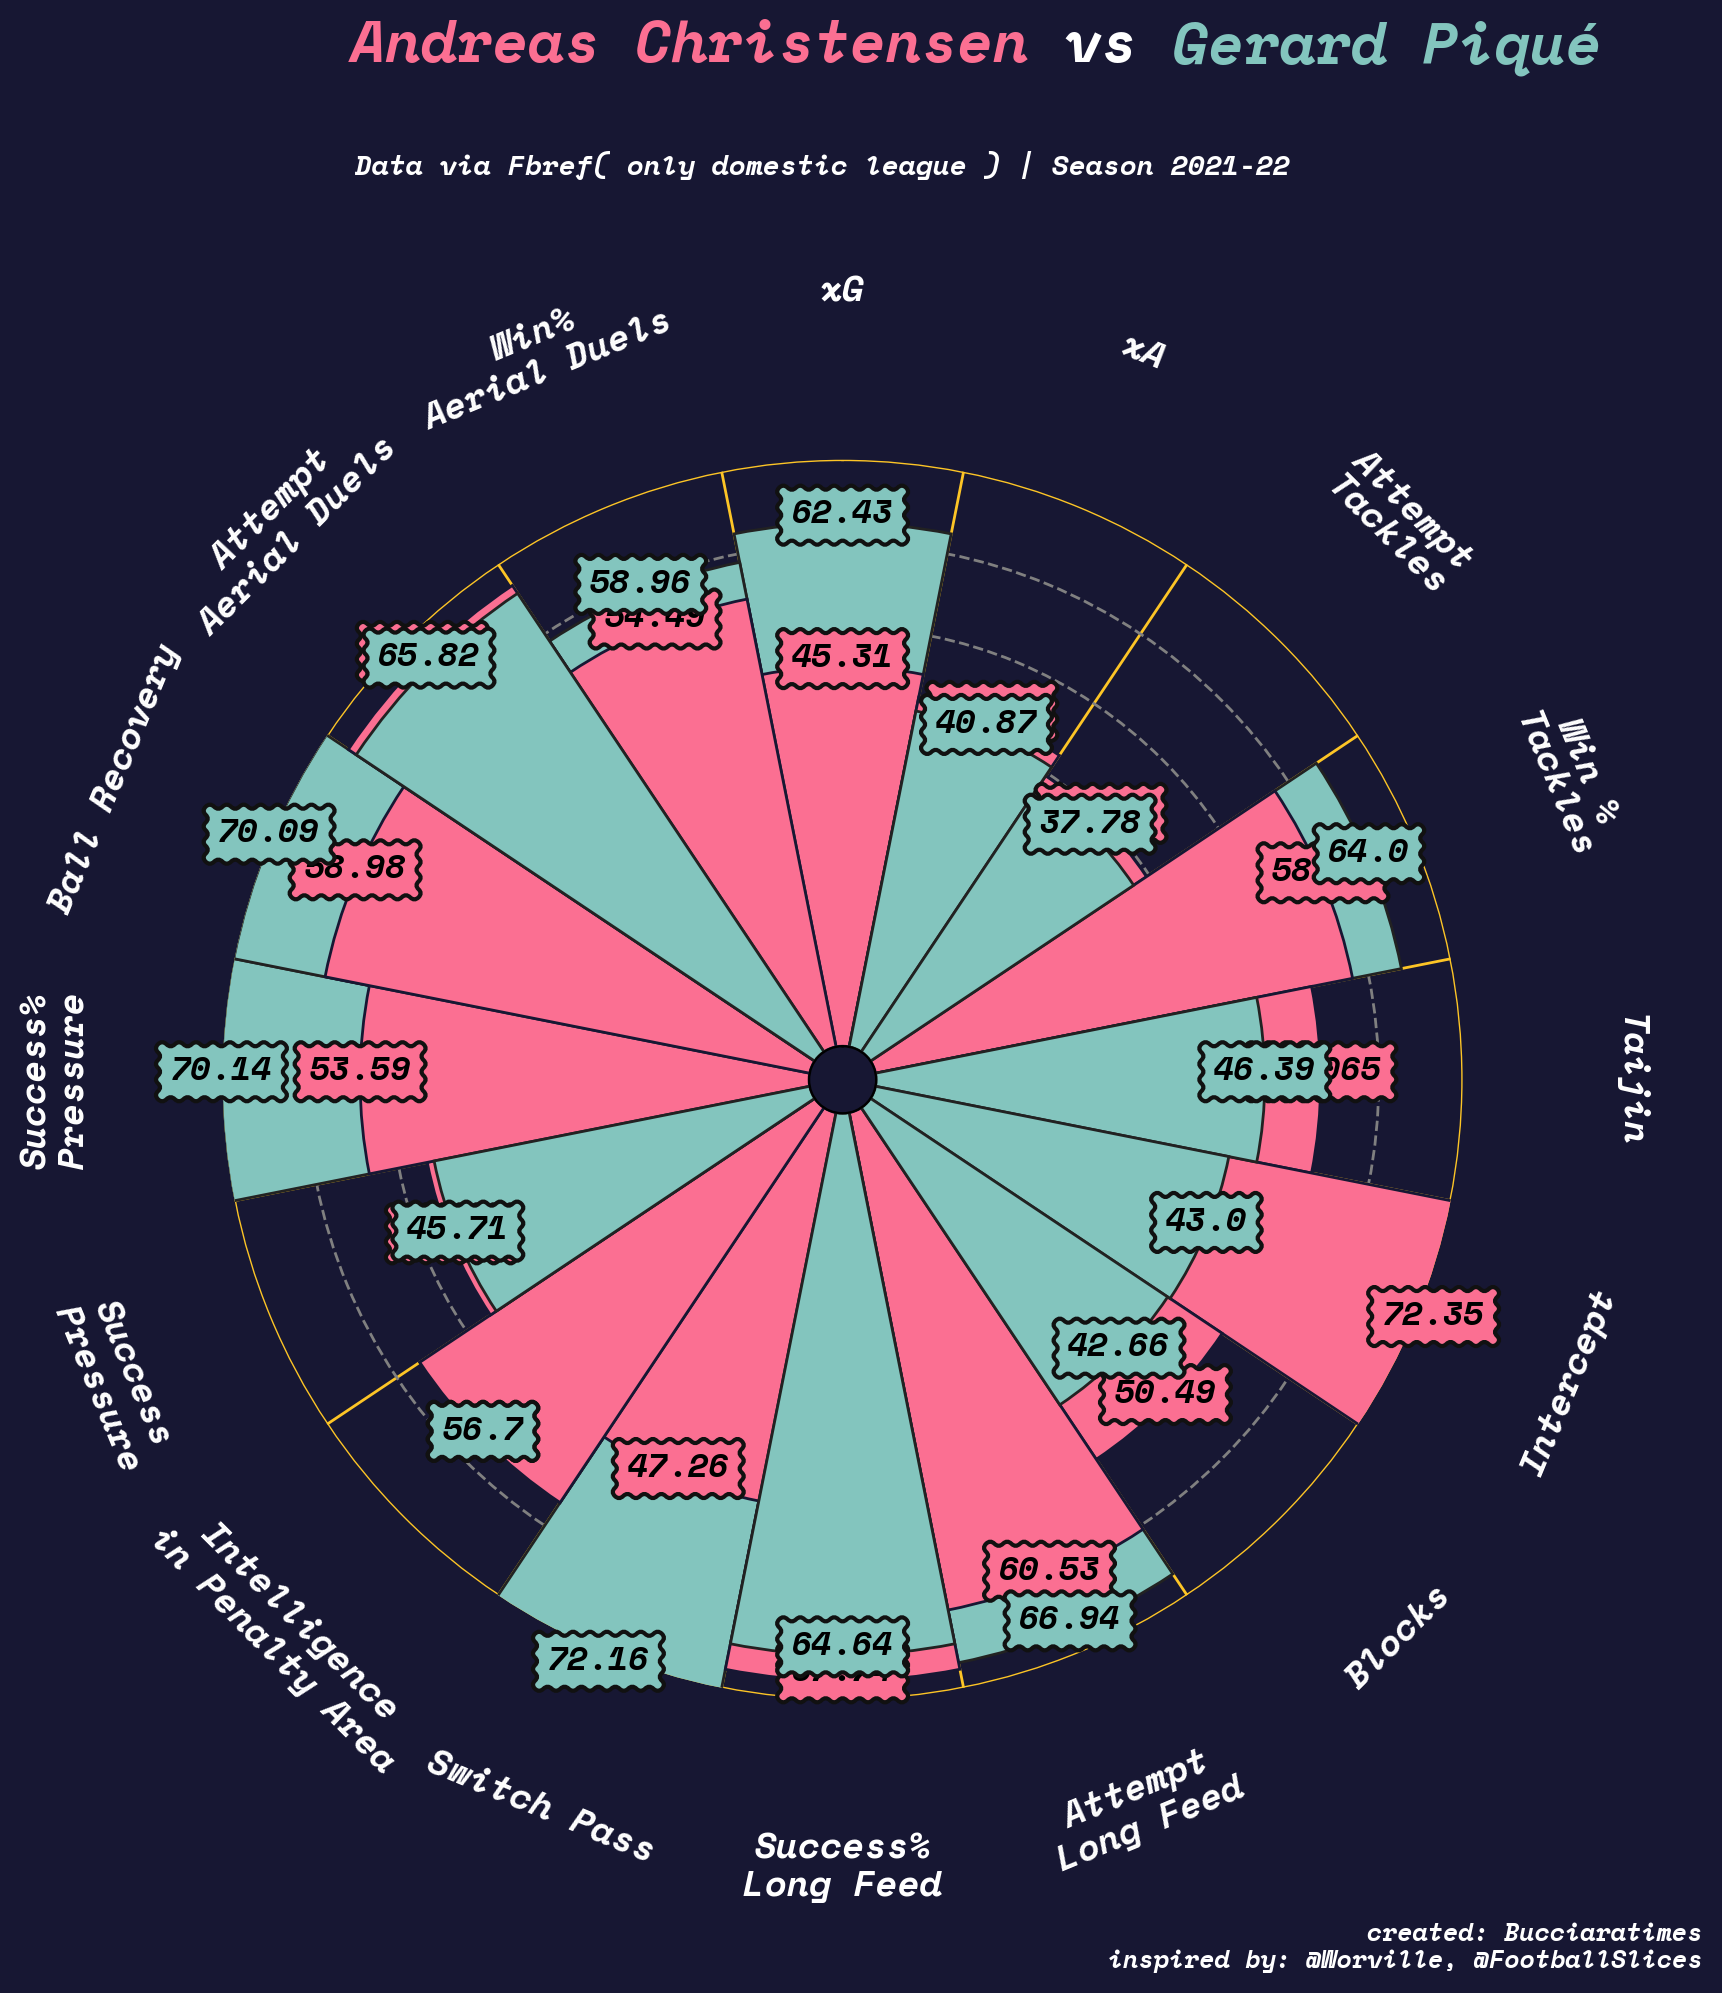 Andreas Christensen vs Gerard Piqué
Data via Fbref( only domestic league ) | Season 2021-22
xG
xA
Attempt
Tackles
Win %
Tackles
Taijin
Intercept
Blocks
Attempt
Long Feed
Success%
Long Feed
Switch Pass
Intelligence
in Penalty Area
Success
Pressure
Success%
Pressure
Ball Recovery
Attempt
Aerial Duels
Win%
Aerial Duels
62.43
45.31
40.87
37.78
58
64.0
46.39
065
43.0
72.35
42.66
50.49
60.53
66.94
64.64
47.26
72.16
56.7
45.71
70.14
53.59
70.09
58.98
65.82
58.96
54.49
created: Bucciaratimes
inspired by: @Worville, @FootballSlices